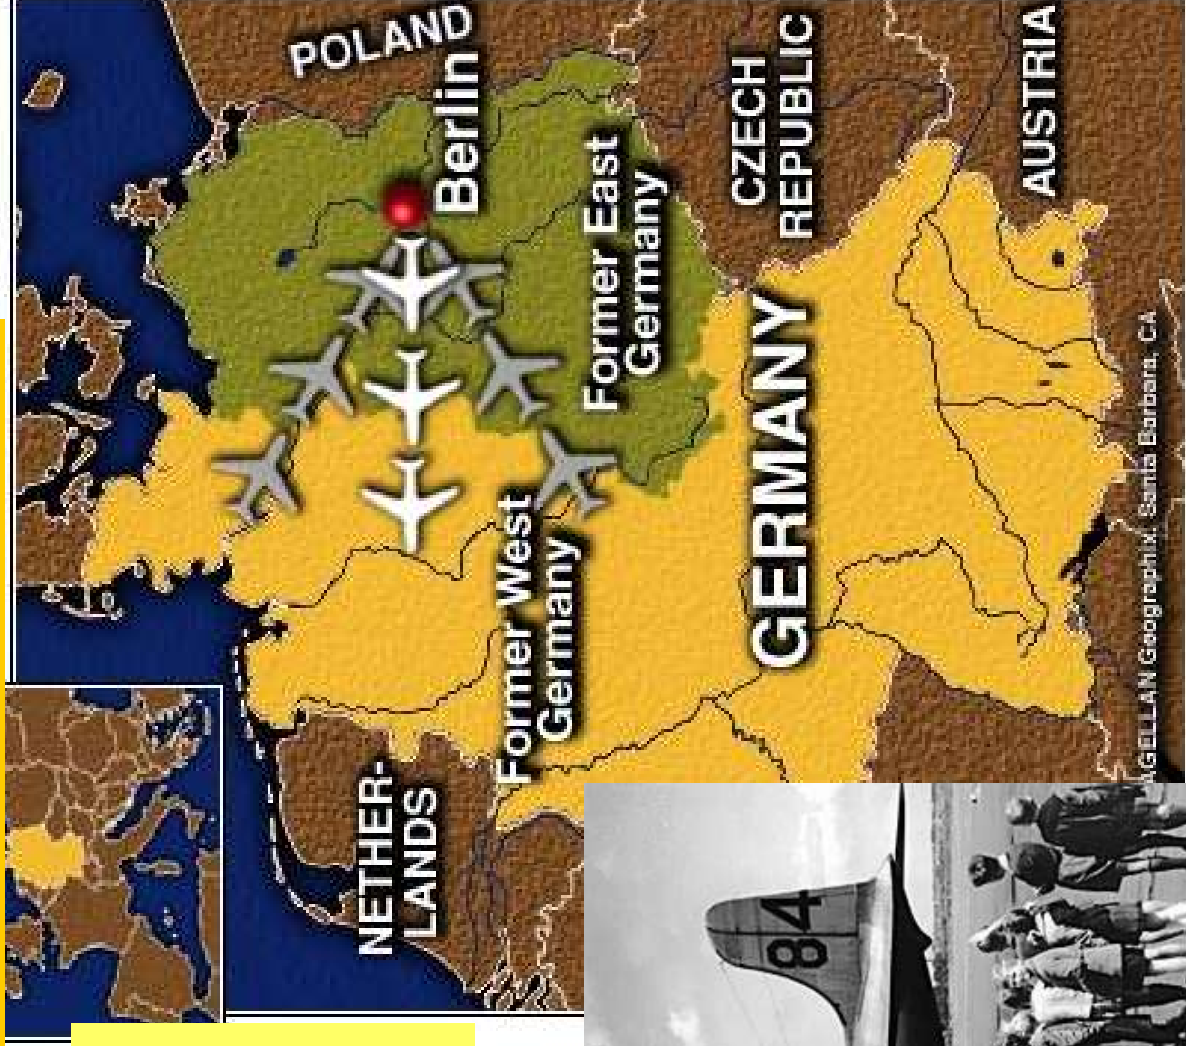 POLAND
Berlin
Former East
Germany
CZECH
REPUBLIC
AUSTRIA
Former West
Germany
GERMANY
NETHER-
LANDS
AGELLAN Geographix, Santa Barbara, CA
84